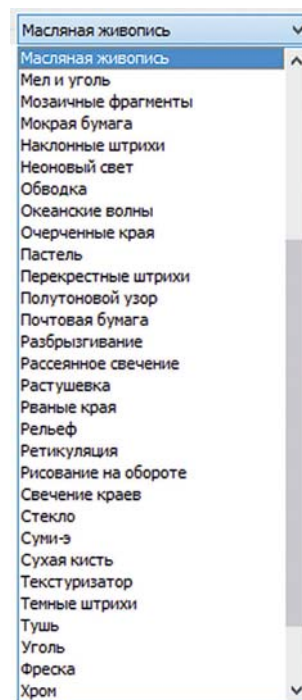 Масляная живопись
Масляная живопись
Мел и уголь
Мозаичные фрагменты
Мокрая бумага
Наклонные штрихи
Неоновый свет
Обводка
Океанские волны
Очерченные края
Пастель
Перекрестные штрихи
Полутоновой узор
Почтовая бумага
Разбрызгивание
Рассеянное свечение
Растушевка
Рваные края
Рельеф
Ретикуляция
Рисование на обороте
Свечение краев
Стекло
Суми-э
Сухая кисть
Текстуризатор
Темные штрихи
Тушь
Уголь
Фреска
Хром